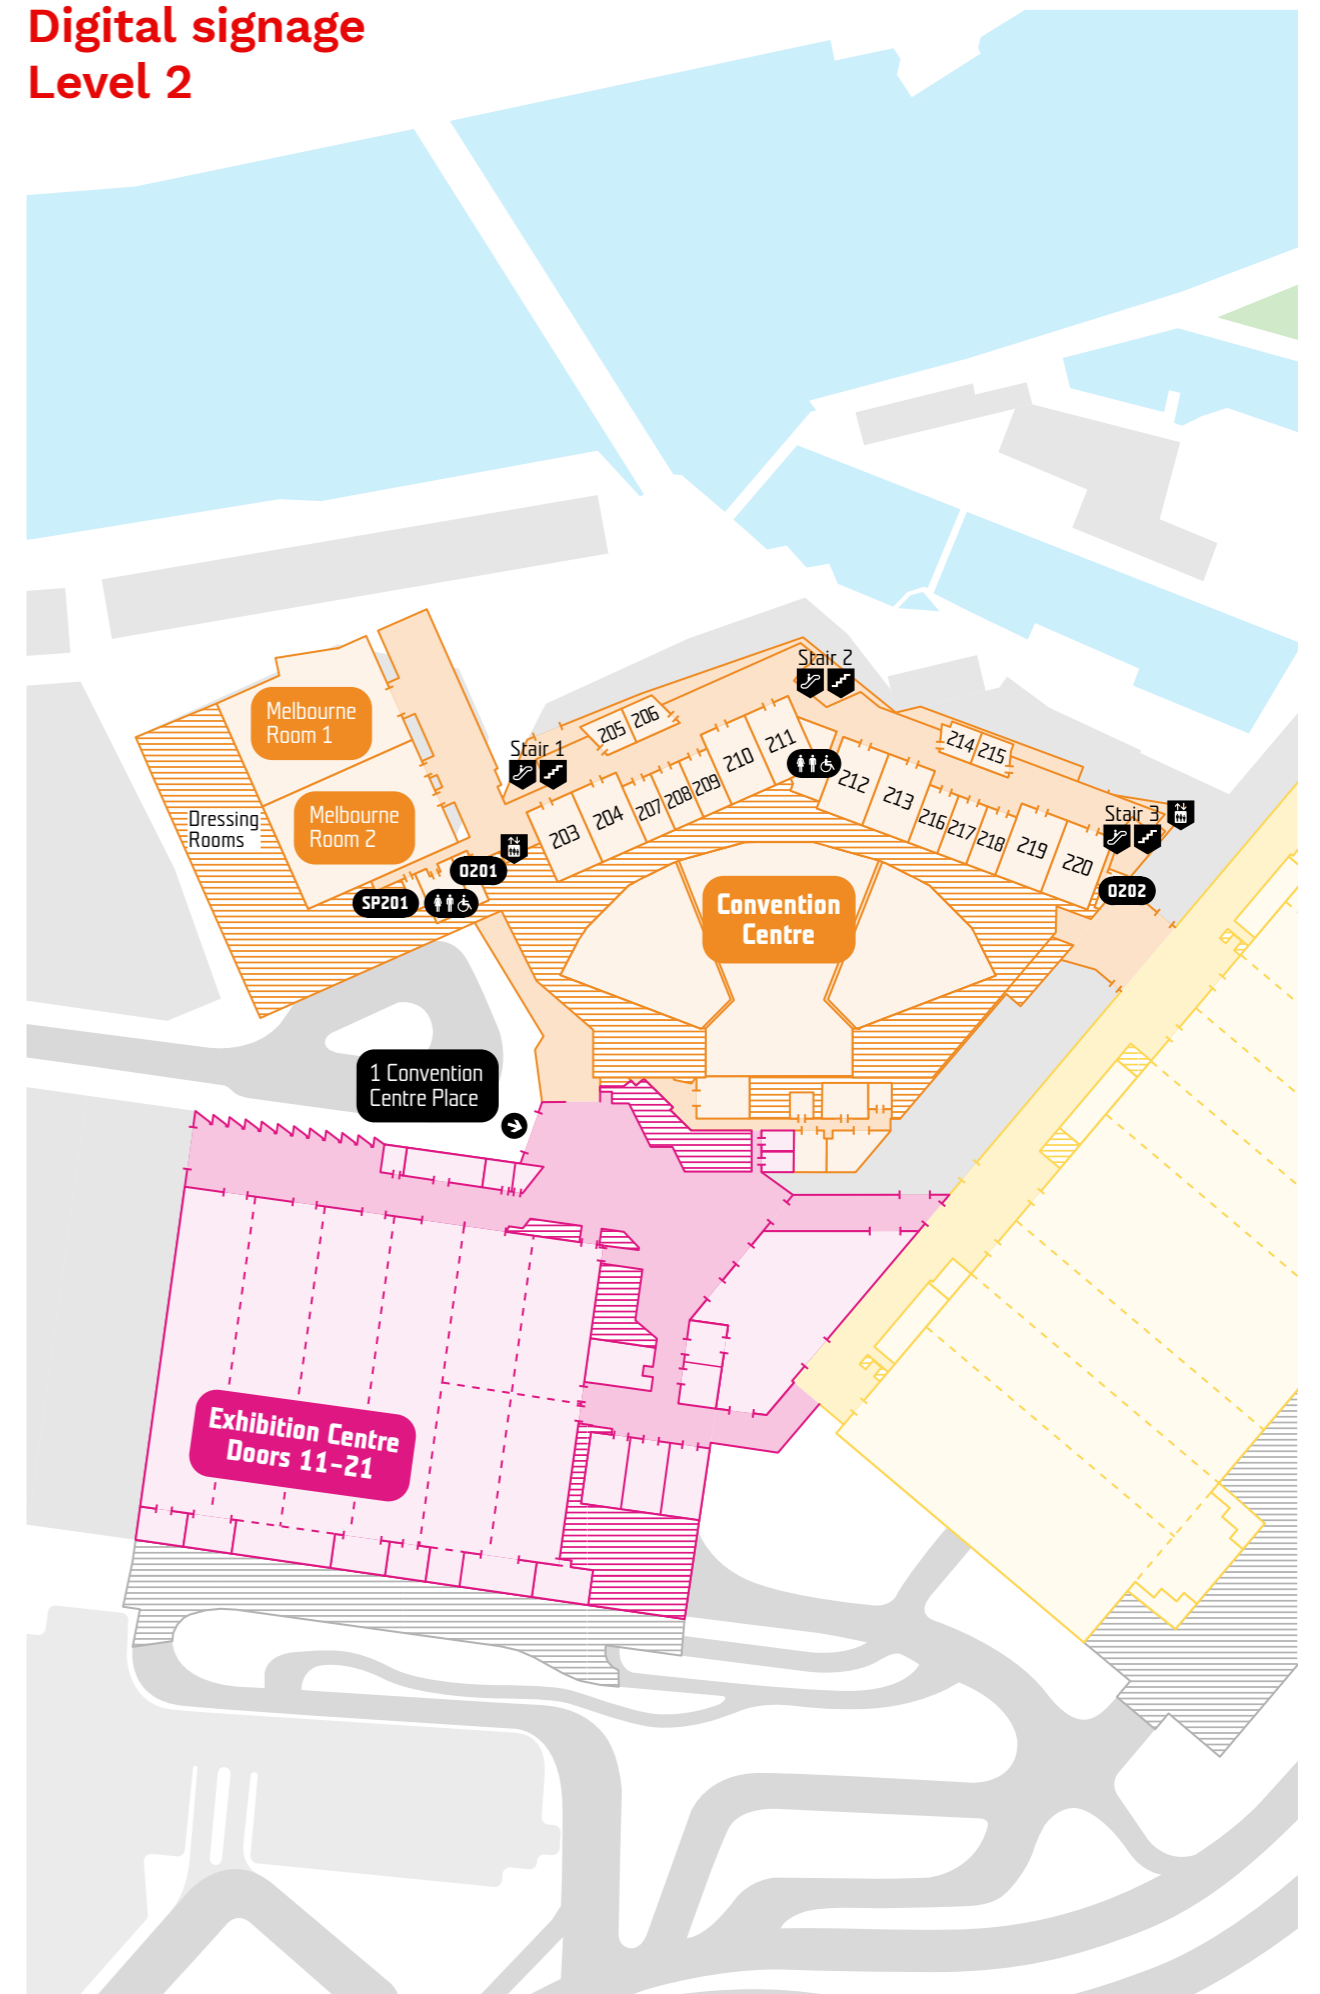 Digital signage
Level 2
Stair 2
Melbourne
Room 1
205
206
Stair 1
211
210
214
215
212
213
209
208
207
204
203
216
217
218
219
220
Stair 3
Dressing
Rooms
Melbourne
Room 2
O201
SP201
O202
Convention
Centre
1 Convention
Centre Place
Exhibition Centre
Doors 11–21